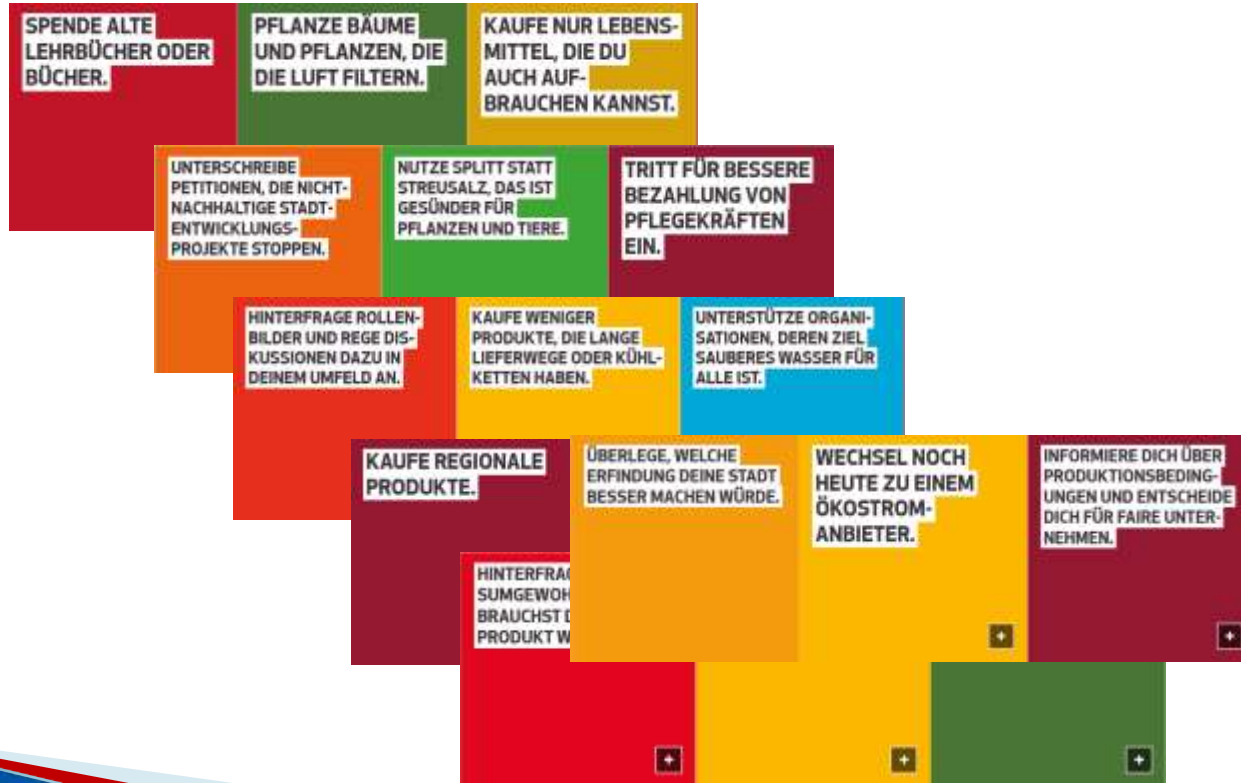 SPENDE ALTE
LEHRBÜCHER ODER
BÜCHER.
PFLANZE BÄUME
UND PFLANZEN, DIE
DIE LUFT FILTERN.
KAUFE NUR LEBENS-
MITTEL, DIE DU
AUCH AUF-
BRAUCHEN KANNST.
UNTERSCHREIBE
PETITIONEN, DIE NICHT-
NACHHALTIGE STADT-
ENTWICKLUNGS-
PROJEKTE STOPPEN.
NUTZE SPLITT STATT
STREUSALZ, DAS IST
GESÜNDER FÜR
PFLANZEN UND TIERE.
TRITT FÜR BESSERE
BEZAHLUNG VON
PFLEGEKRÄFTEN
EIN.
HINTERFRAGE ROLLEN-
BILDER UND REGE DIS-
KUSSIONEN DAZU IN
DEINEM UMFELD AN.
KAUFE WENIGER
PRODUKTE, DIE LANGE
LIEFERWEGE ODER KÜHL-
KETTEN HABEN.
UNTERSTÜTZE ORGANI-
SATIONEN, DEREN ZIEL
SAUBERES WASSER FÜR
ALLE IST.
KAUFE REGIONALE
PRODUKTE.
ÜBERLEGE, WELCHE
ERFINDUNG DEINE STADT
BESSER MACHEN WÜRDE.
WECHSEL NOCH
HEUTE ZU EINEM
ÖKOSTROM-
ANBIETER.
INFORMIERE DICH ÜBER
PRODUKTIONSBEDING-
UNGEN UND ENTSCHEIDE
DICH FÜR FAIRE UNTER-
NEHMEN.
BRAUCHST
PRODUKT